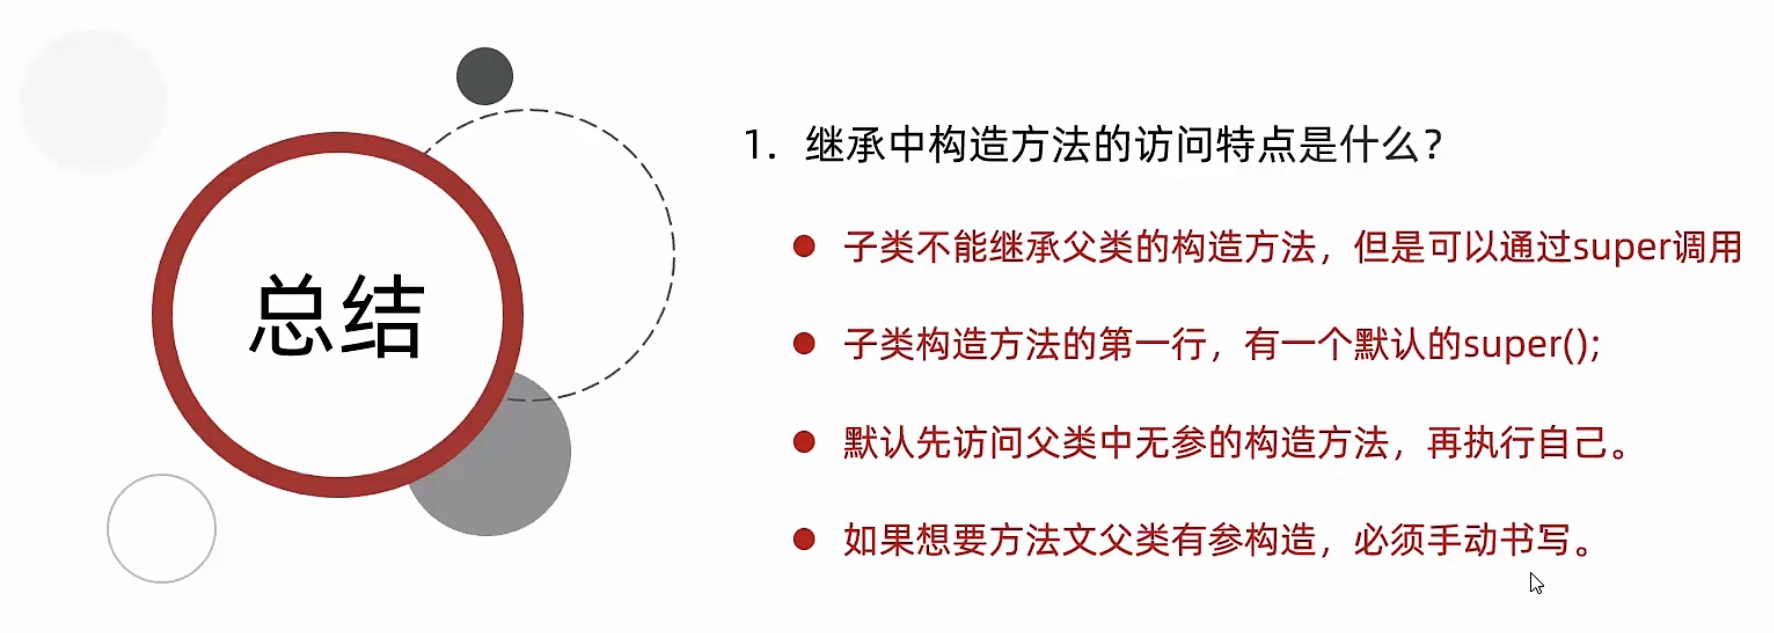 总结
1. 继承中构造方法的访问特点是什么？
子类不能继承父类的构造方法，但是可以通过super调用
子类构造方法的第一行，有一个默认的super();
默认先访问父类中无参的构造方法，再执行自己。
如果想要方法文父类有参构造，必须手动书写。